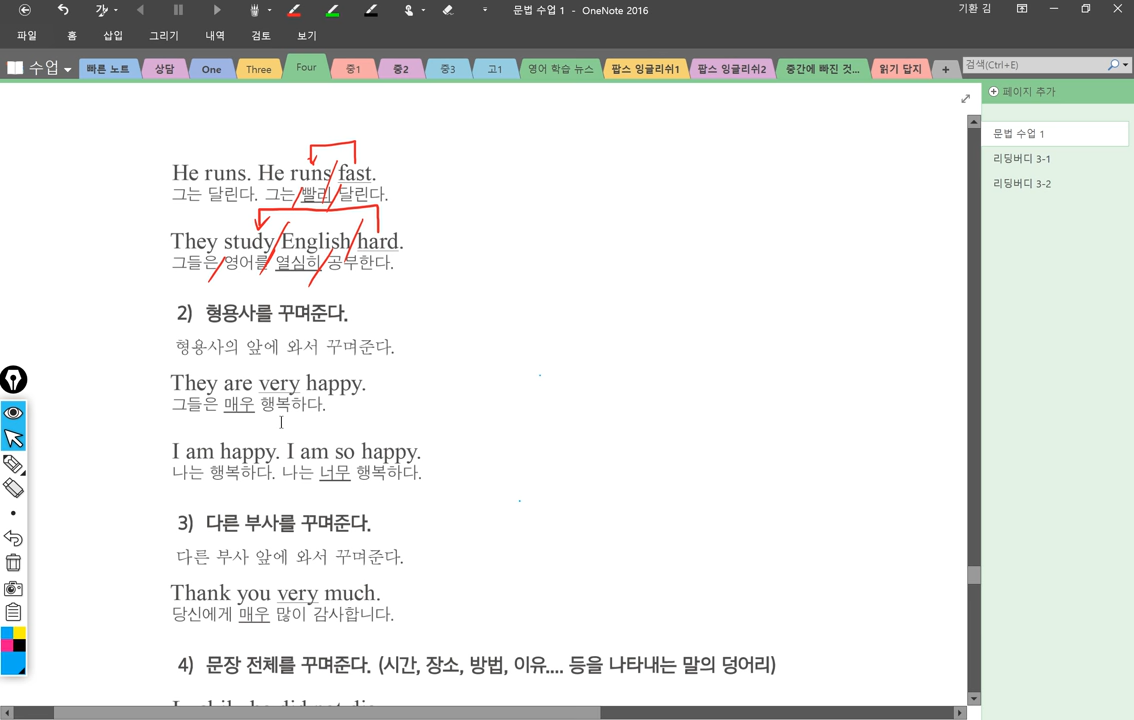 문법 수업 1 - OneNote 2016
기환 김
파일 홈 삽입 그리기 내역 검토 보기
수업 빠른 노트 상담 One Three Four 중1 중2 중3 고1 영어 학습 뉴스 팝스 잉글리쉬1 팝스 잉글리쉬2 중간에 빠진 것... 읽기 답지 + 검색(Ctrl+E)
페이지 추가
문법 수업 1
리딩버디 3-1
리딩버디 3-2
He runs. He runs fast.
그는 달린다. 그는 빨리 달린다.
They study English hard.
그들은 영어를 열심히 공부한다.
2) 형용사를 꾸며준다.
형용사의 앞에 와서 꾸며준다.
They are very happy.
그들은 매우 행복하다.
I am happy. I am so happy.
나는 행복하다. 나는 너무 행복하다.
3) 다른 부사를 꾸며준다.
다른 부사 앞에 와서 꾸며준다.
Thank you very much.
당신에게 매우 많이 감사합니다.
4) 문장 전체를 꾸며준다. (시간, 장소, 방법, 이유.... 등을 나타내는 말의 덩어리)